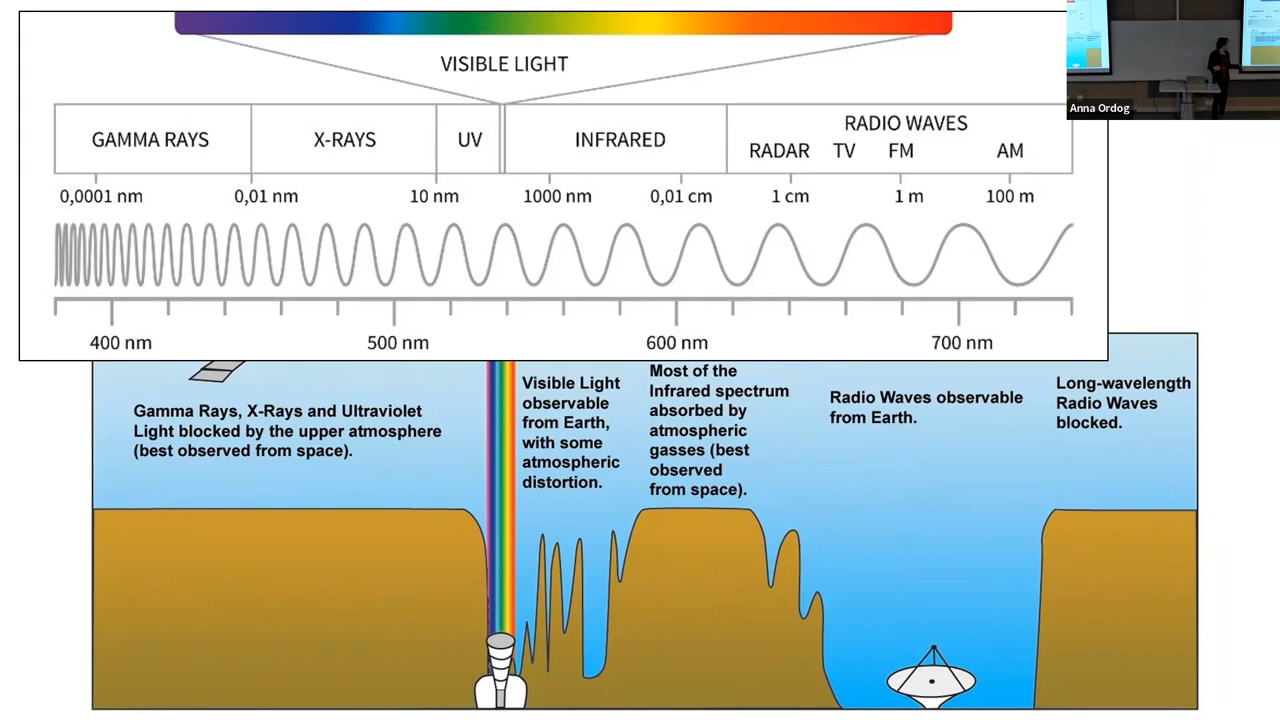 VISIBLE LIGHT
GAMMA RAYS
X-RAYS
UV
INFRARED
RADIO WAVES
RADAR TV FM AM
0,0001 nm 0,01 nm 10 nm 1000 nm 0,01 cm 1 cm 1 m 100 m
400 nm 500 nm 600 nm 700 nm
Anna Ordog
Gamma Rays, X-Rays and Ultraviolet
Light blocked by the upper atmosphere
(best observed from space).
Visible Light
observable
from Earth,
with some
atmospheric
distortion.
Most of the
Infrared spectrum
absorbed by
atmospheric
gasses (best
observed
from space).
Radio Waves observable
from Earth.
Long-wavelength
Radio Waves
blocked.